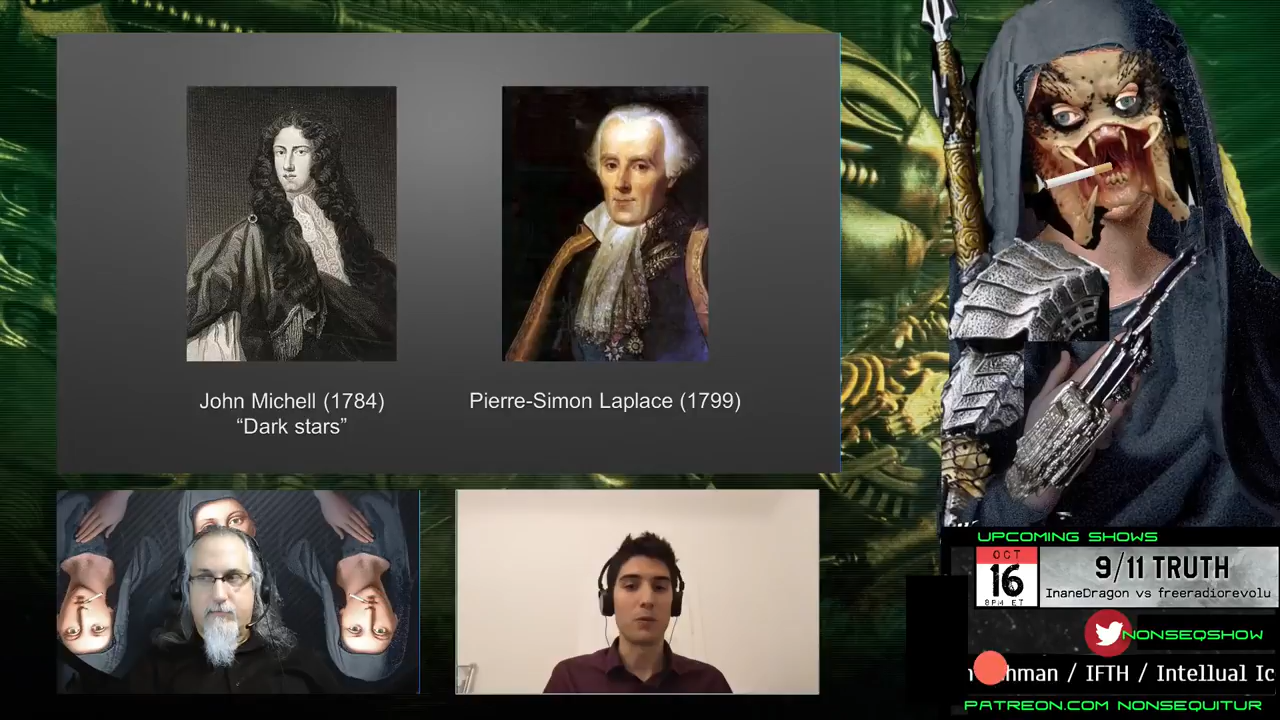 John Michell (1784)
“Dark stars”
Pierre-Simon Laplace (1799)
UPCOMING SHOWS
OCT
16
8PM ET
9/11 TRUTH
InaneDragon vs freeradiorevolu
NONSEQSHOW
hman / IFTH / Intellual Ic
PATREON.COM NONSEQUITUR